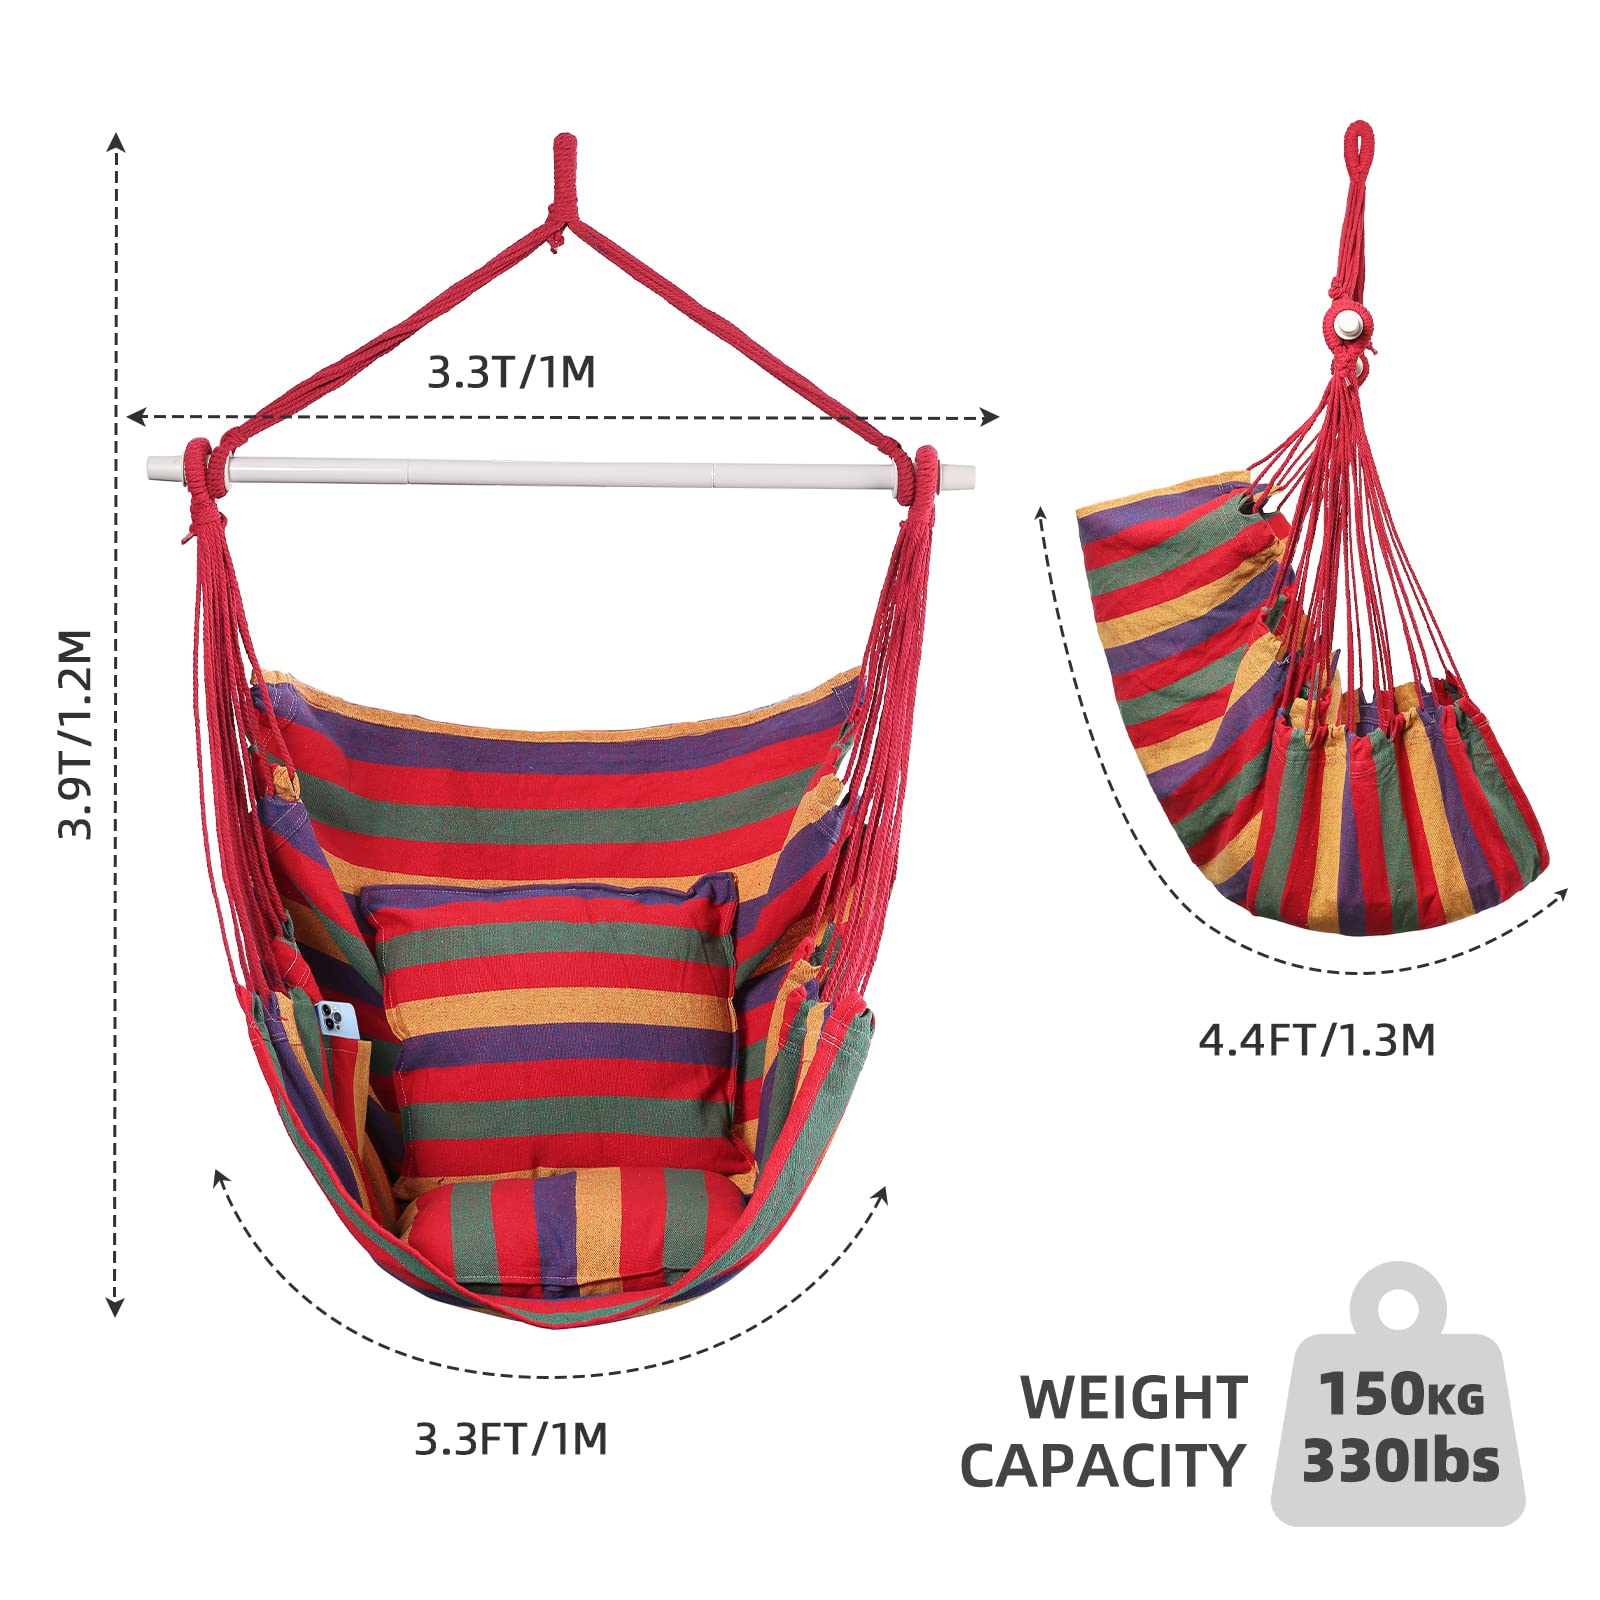 3.3T/1M
3.9T/1.2M
4.4FT/1.3M
3.3FT/1M
WEIGHT
CAPACITY
150KG
330lbs